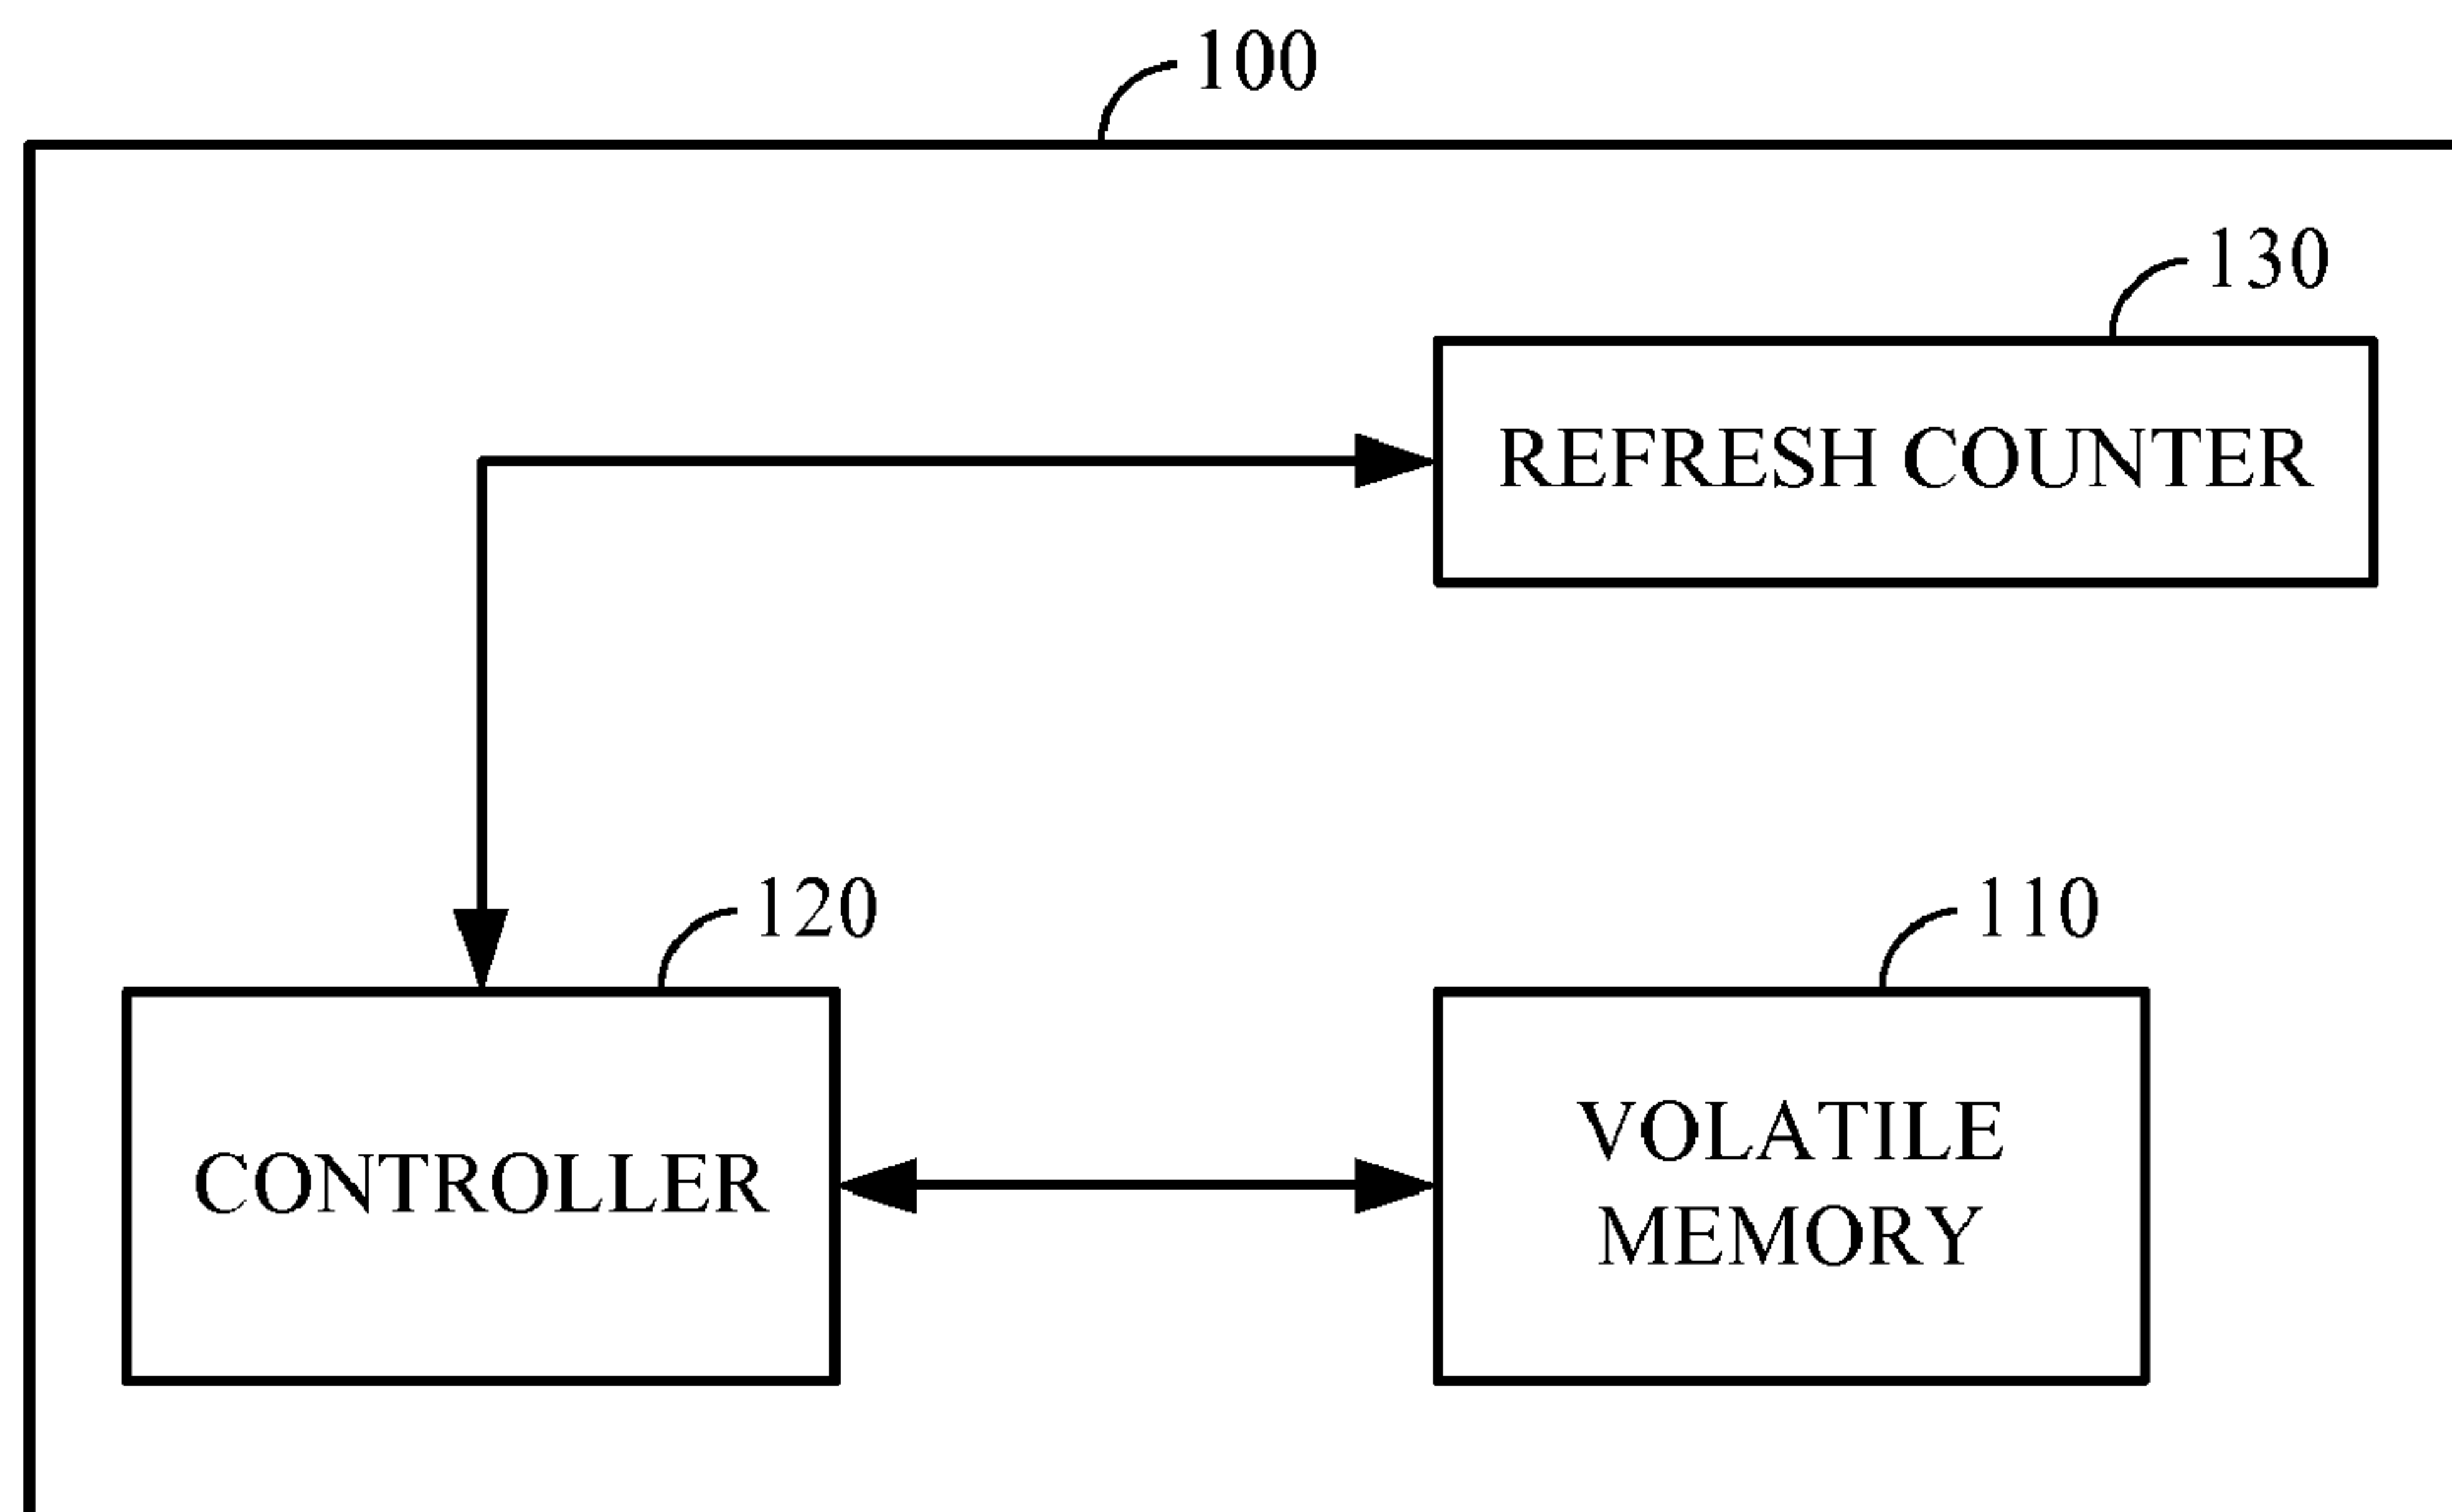 100
130
REFRESH COUNTER
120
110
CONTROLLER
VOLATILE
MEMORY